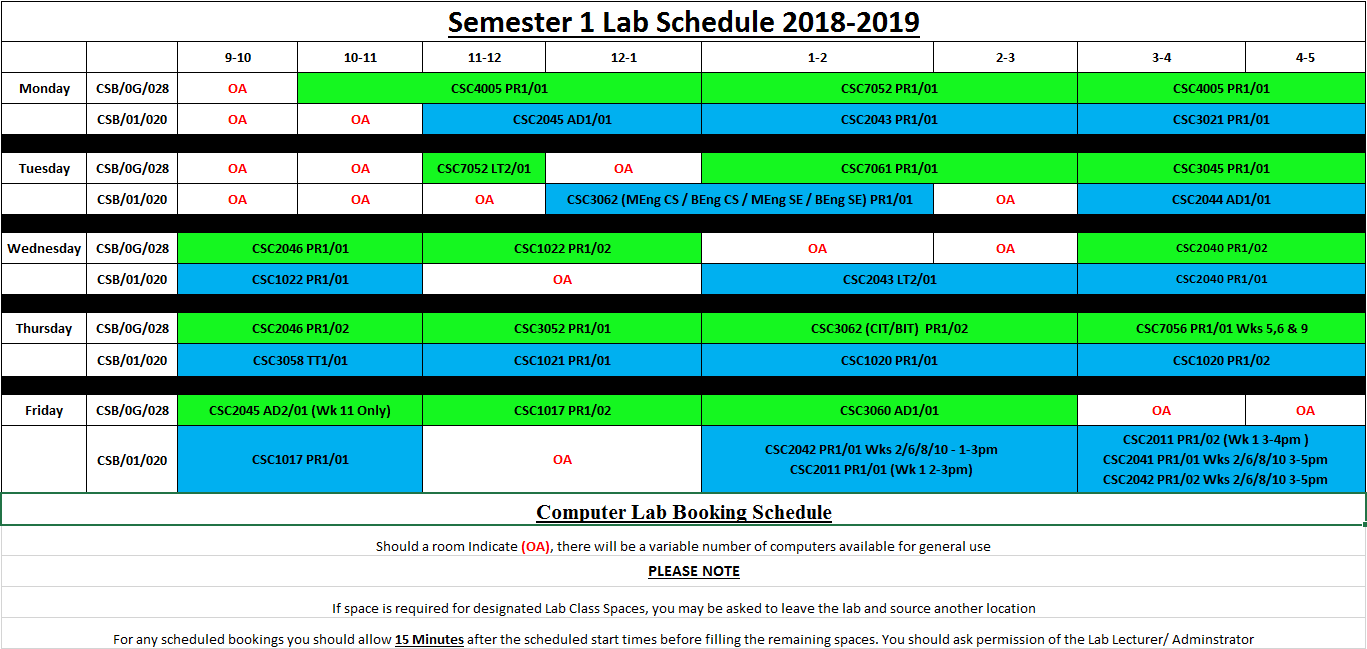 Semester 1 Lab Schedule 2018-2019
9-10 10-11 11-12 12-1 1-2 2-3 3-4 4-5
Monday CSB/0G/028 OA CSC4005 PR1/01 CSC7052 PR1/01 CSC4005 PR1/01
CSB/01/020 OA OA CSC2045 AD1/01 CSC2043 PR1/01 CSC3021 PR1/01
Tuesday CSB/0G/028 OA OA CSC7052 LT2/01 OA CSC7061 PR1/01 CSC3045 PR1/01
CSB/01/020 OA OA OA CSC3062 (MEng CS / BEng CS / MEng SE / BEng SE) PR1/01 OA CSC2044 AD1/01
Wednesday CSB/0G/028 CSC2046 PR1/01 CSC1022 PR1/02 OA OA CSC2040 PR1/02
CSB/01/020 CSC1022 PR1/01 OA CSC2043 LT2/01 CSC2040 PR1/01
Thursday CSB/0G/028 CSC2046 PR1/02 CSC3052 PR1/01 CSC3062 (CIT/BIT) PR1/02 CSC7056 PR1/01 Wks 5,6 & 9
CSB/01/020 CSC3058 TT1/01 CSC1021 PR1/01 CSC1020 PR1/01 CSC1020 PR1/02
Friday CSB/0G/028 CSC2045 AD2/01 (Wk 11 Only) CSC1017 PR1/02 CSC3060 AD1/01 OA OA
CSB/01/020 CSC1017 PR1/01 OA
CSC2042 PR1/01 Wks 2/6/8/10 - 1-3pm
CSC2011 PR1/01 (Wk 1 2-3pm)
CSC2011 PR1/02 (Wk 1 3-4pm )
CSC2041 PR1/01 Wks 2/6/8/10 3-5pm
CSC2042 PR1/02 Wks 2/6/8/10 3-5pm
Computer Lab Booking Schedule
Should a room Indicate (OA), there will be a variable number of computers available for general use
PLEASE NOTE
If space is required for designated Lab Class Spaces, you may be asked to leave the lab and source another location
For any scheduled bookings you should allow 15 Minutes after the scheduled start times before filling the remaining spaces. You should ask permission of the Lab Lecturer/ Adminstrator